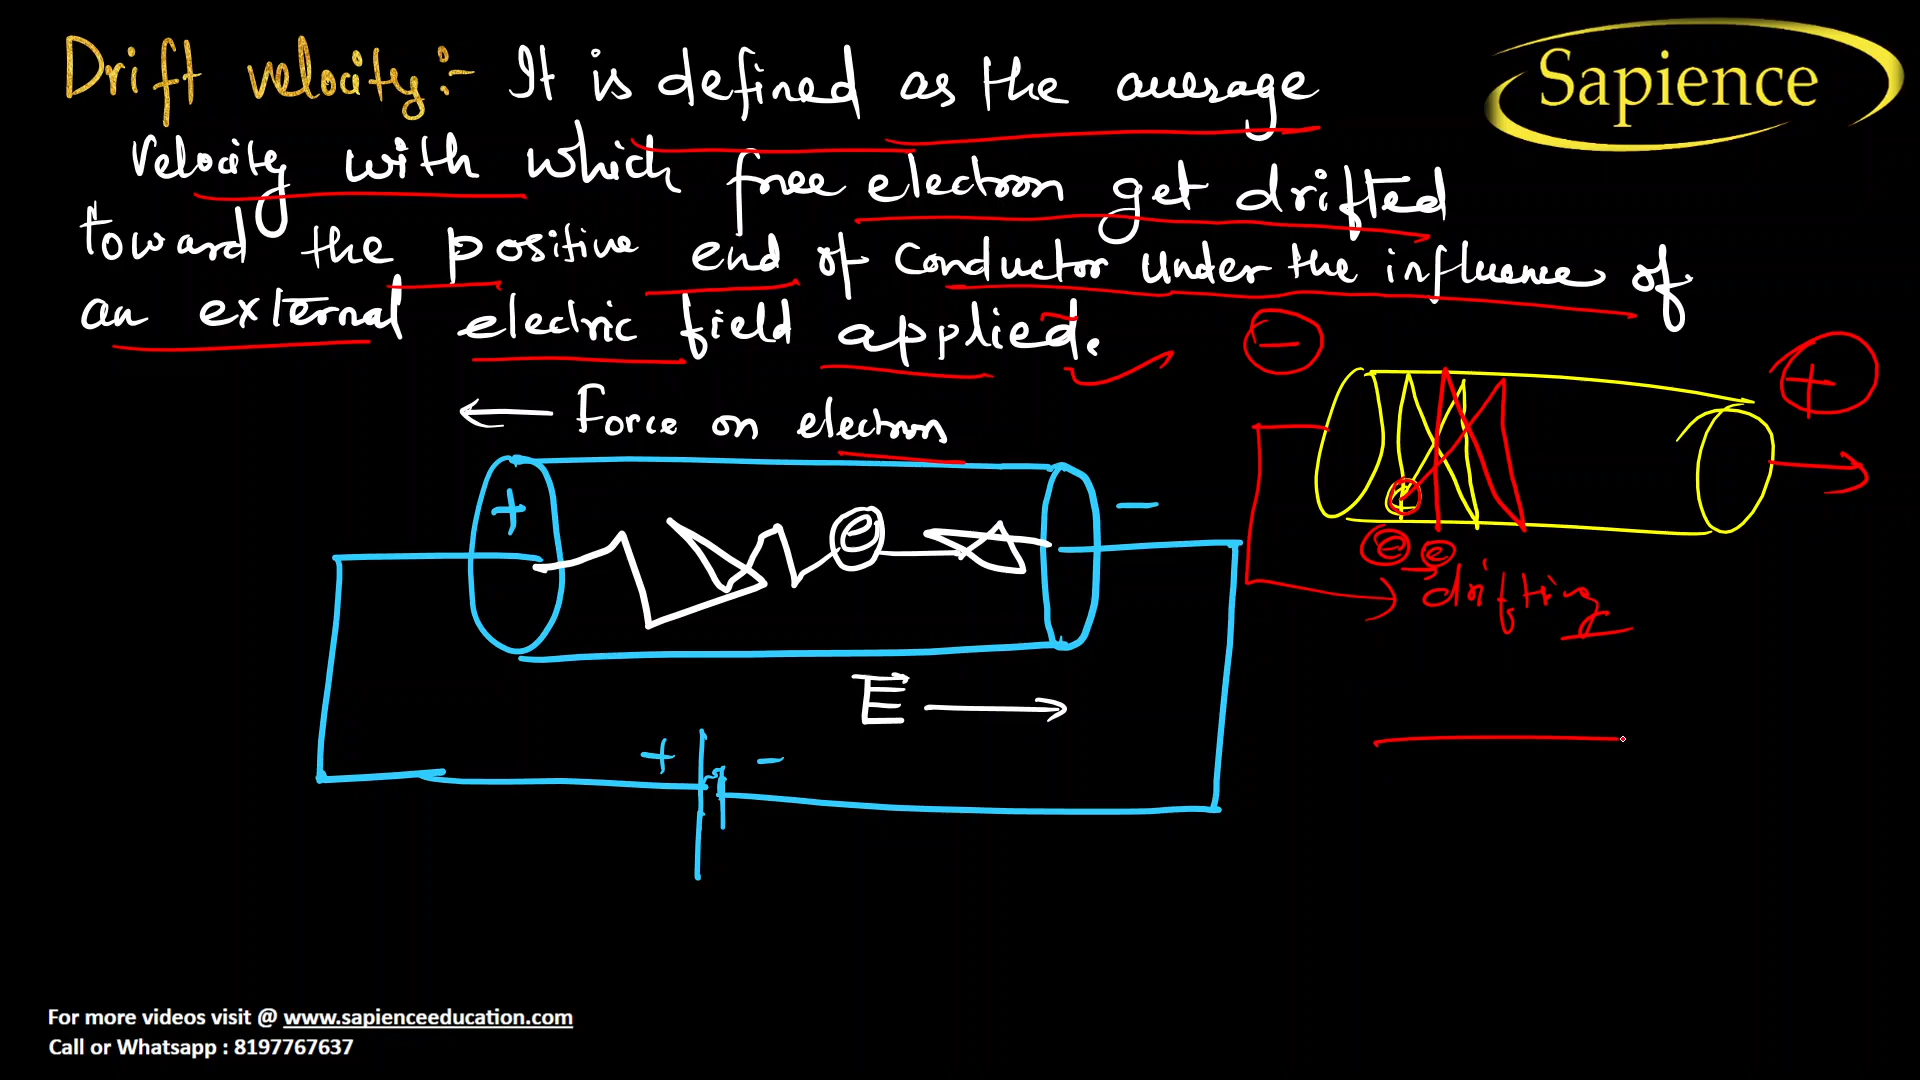 Drift velocity:- It is defined as the average
Sapience
velocity with which free electron get drifted
toward the positive end of conductor under the influence of
an external electric field applied.
← Force on electron
- +
+ e -
e e
drifting
E →
+ -
For more videos visit @ www.sapienceeducation.com
Call or Whatsapp : 8197767637